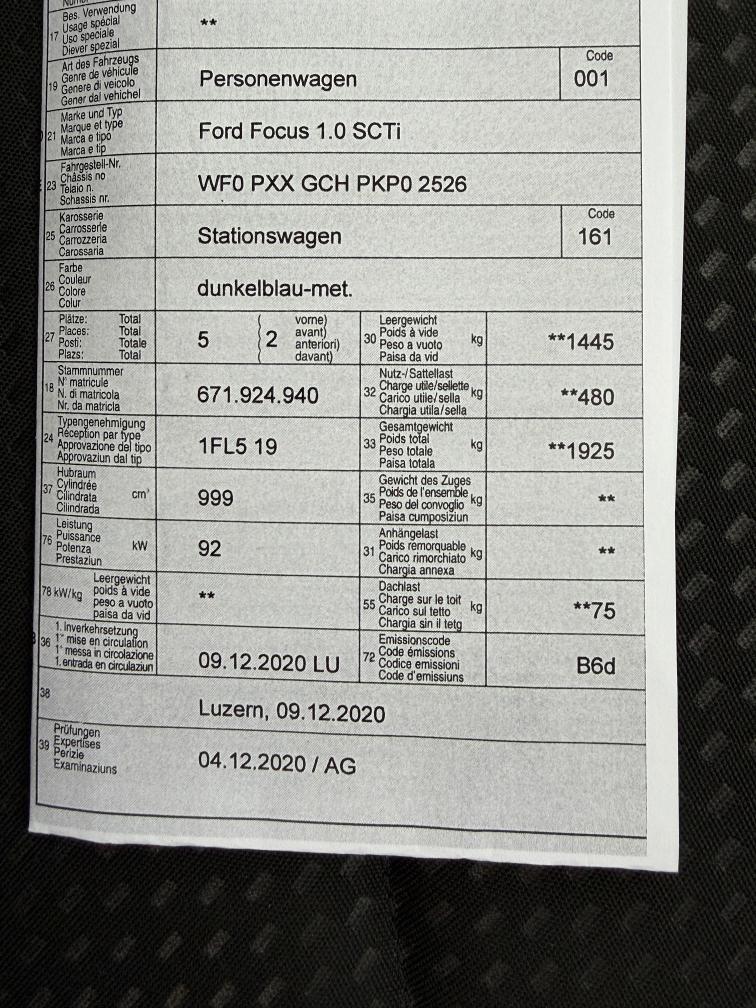 Bes. Verwendung
17 Usage spécial **
Uso speciale
Diever spezial
Art des Fahrzeugs Code
19 Genre de véhicule Personenwagen 001
Genere di veicolo
Gener dal vehichel
Marke und Typ
21 Marque et type Ford Focus 1.0 SCTi
Marca e tipo
Marca e tip
Fahrgestell-Nr.
23 Châssis no WF0 PXX GCH PKP0 2526
Telaio n.
Schassis nr.
Karosserie Code
25 Carrosserie Stationswagen 161
Carrozzeria
Carossaria
Farbe
26 Couleur dunkelblau-met.
Colore
Colur
27 Plätze: Total 5 ( 2 vorne)
Places: Total avant)
Posti: Totale anteriori)
Plazs: Total davant)
30 Leergewicht kg **1445
Poids à vide
Peso a vuoto
Paisa da vid
Stammnummer
18 N° matricule 671.924.940
N. di matricola
Nr. da matricla
32 Nutz-/Sattellast kg **480
Charge utile/sellette
Carico utile/sella
Chargia utila/sella
Typengenehmigung
24 Réception par type 1FL5 19
Approvazione del tipo
Approvaziun dal tip
33 Gesamtgewicht kg **1925
Poids total
Peso totale
Paisa totala
Hubraum
37 Cylindrée cm³ 999
Cilindrata
Cilindrada
35 Gewicht des Zuges kg **
Poids de l'ensemble
Peso del convoglio
Paisa cumposiziun
Leistung
76 Puissance kW 92
Potenza
Prestaziun
31 Anhängelast kg **
Poids remorquable
Carico rimorchiato
Chargia annexa
Leergewicht
78 kW/kg poids à vide **
peso a vuoto
paisa da vid
55 Dachlast kg **75
Charge sur le toit
Carico sul tetto
Chargia sin il tetg
1. Inverkehrsetzung
36 1re mise en circulation 09.12.2020 LU
1a messa in circolazione
1. entrada en circulaziun
72 Emissionscode B6d
Code émissions
Codice emissioni
Code d'emissiuns
38 Luzern, 09.12.2020
Prüfungen
39 Expertises 04.12.2020 / AG
Perizie
Examinaziuns